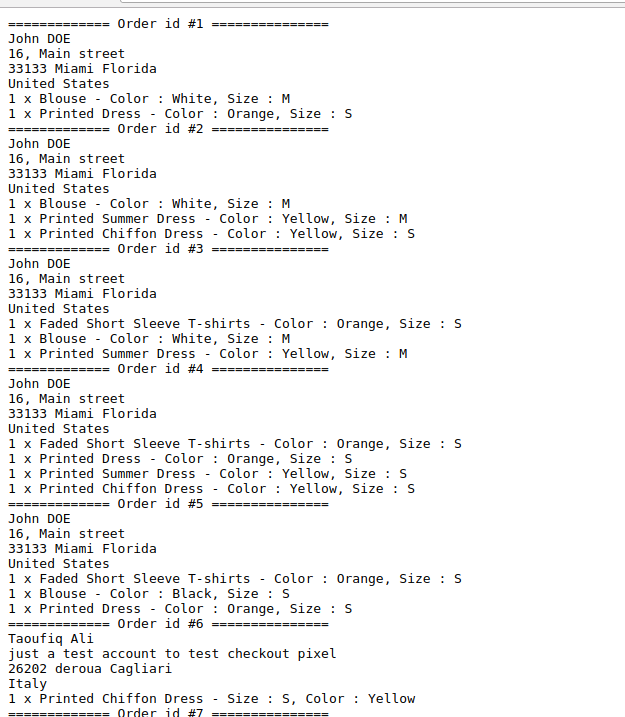 ============= Order id #1 ===============
John DOE
16, Main street
33133 Miami Florida
United States
1 x Blouse - Color : White, Size : M
1 x Printed Dress - Color : Orange, Size : S
============= Order id #2 ===============
John DOE
16, Main street
33133 Miami Florida
United States
1 x Blouse - Color : White, Size : M
1 x Printed Summer Dress - Color : Yellow, Size : M
1 x Printed Chiffon Dress - Color : Yellow, Size : S
============= Order id #3 ===============
John DOE
16, Main street
33133 Miami Florida
United States
1 x Faded Short Sleeve T-shirts - Color : Orange, Size : S
1 x Blouse - Color : White, Size : M
1 x Printed Summer Dress - Color : Yellow, Size : M
============= Order id #4 ===============
John DOE
16, Main street
33133 Miami Florida
United States
1 x Faded Short Sleeve T-shirts - Color : Orange, Size : S
1 x Printed Dress - Color : Orange, Size : S
1 x Printed Summer Dress - Color : Yellow, Size : S
1 x Printed Chiffon Dress - Color : Yellow, Size : S
============= Order id #5 ===============
John DOE
16, Main street
33133 Miami Florida
United States
1 x Faded Short Sleeve T-shirts - Color : Orange, Size : S
1 x Blouse - Color : Black, Size : S
1 x Printed Dress - Color : Orange, Size : S
============= Order id #6 ===============
Taoufiq Ali
just a test account to test checkout pixel
26202 deroua Cagliari
Italy
1 x Printed Chiffon Dress - Size : S, Color : Yellow
============= Order id #7 ===============